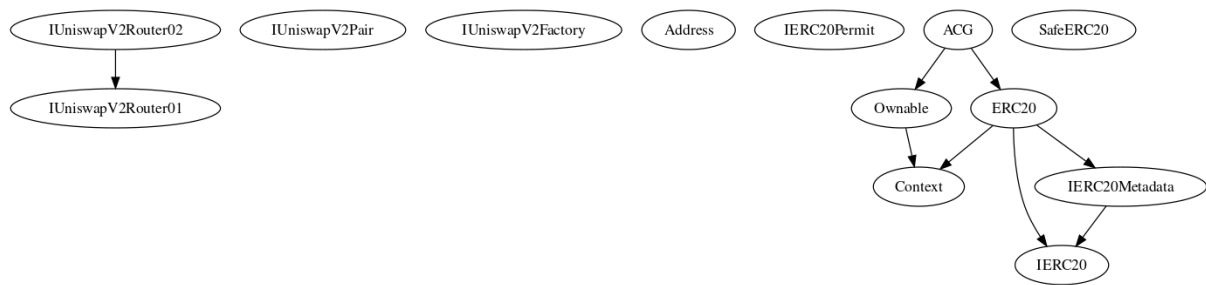 IUniswapV2Router02
IUniswapV2Pair
IUniswapV2Factory
Address
IERC20Permit
ACG
SafeERC20
IUniswapV2Router01
Ownable
ERC20
Context
IERC20Metadata
IERC20